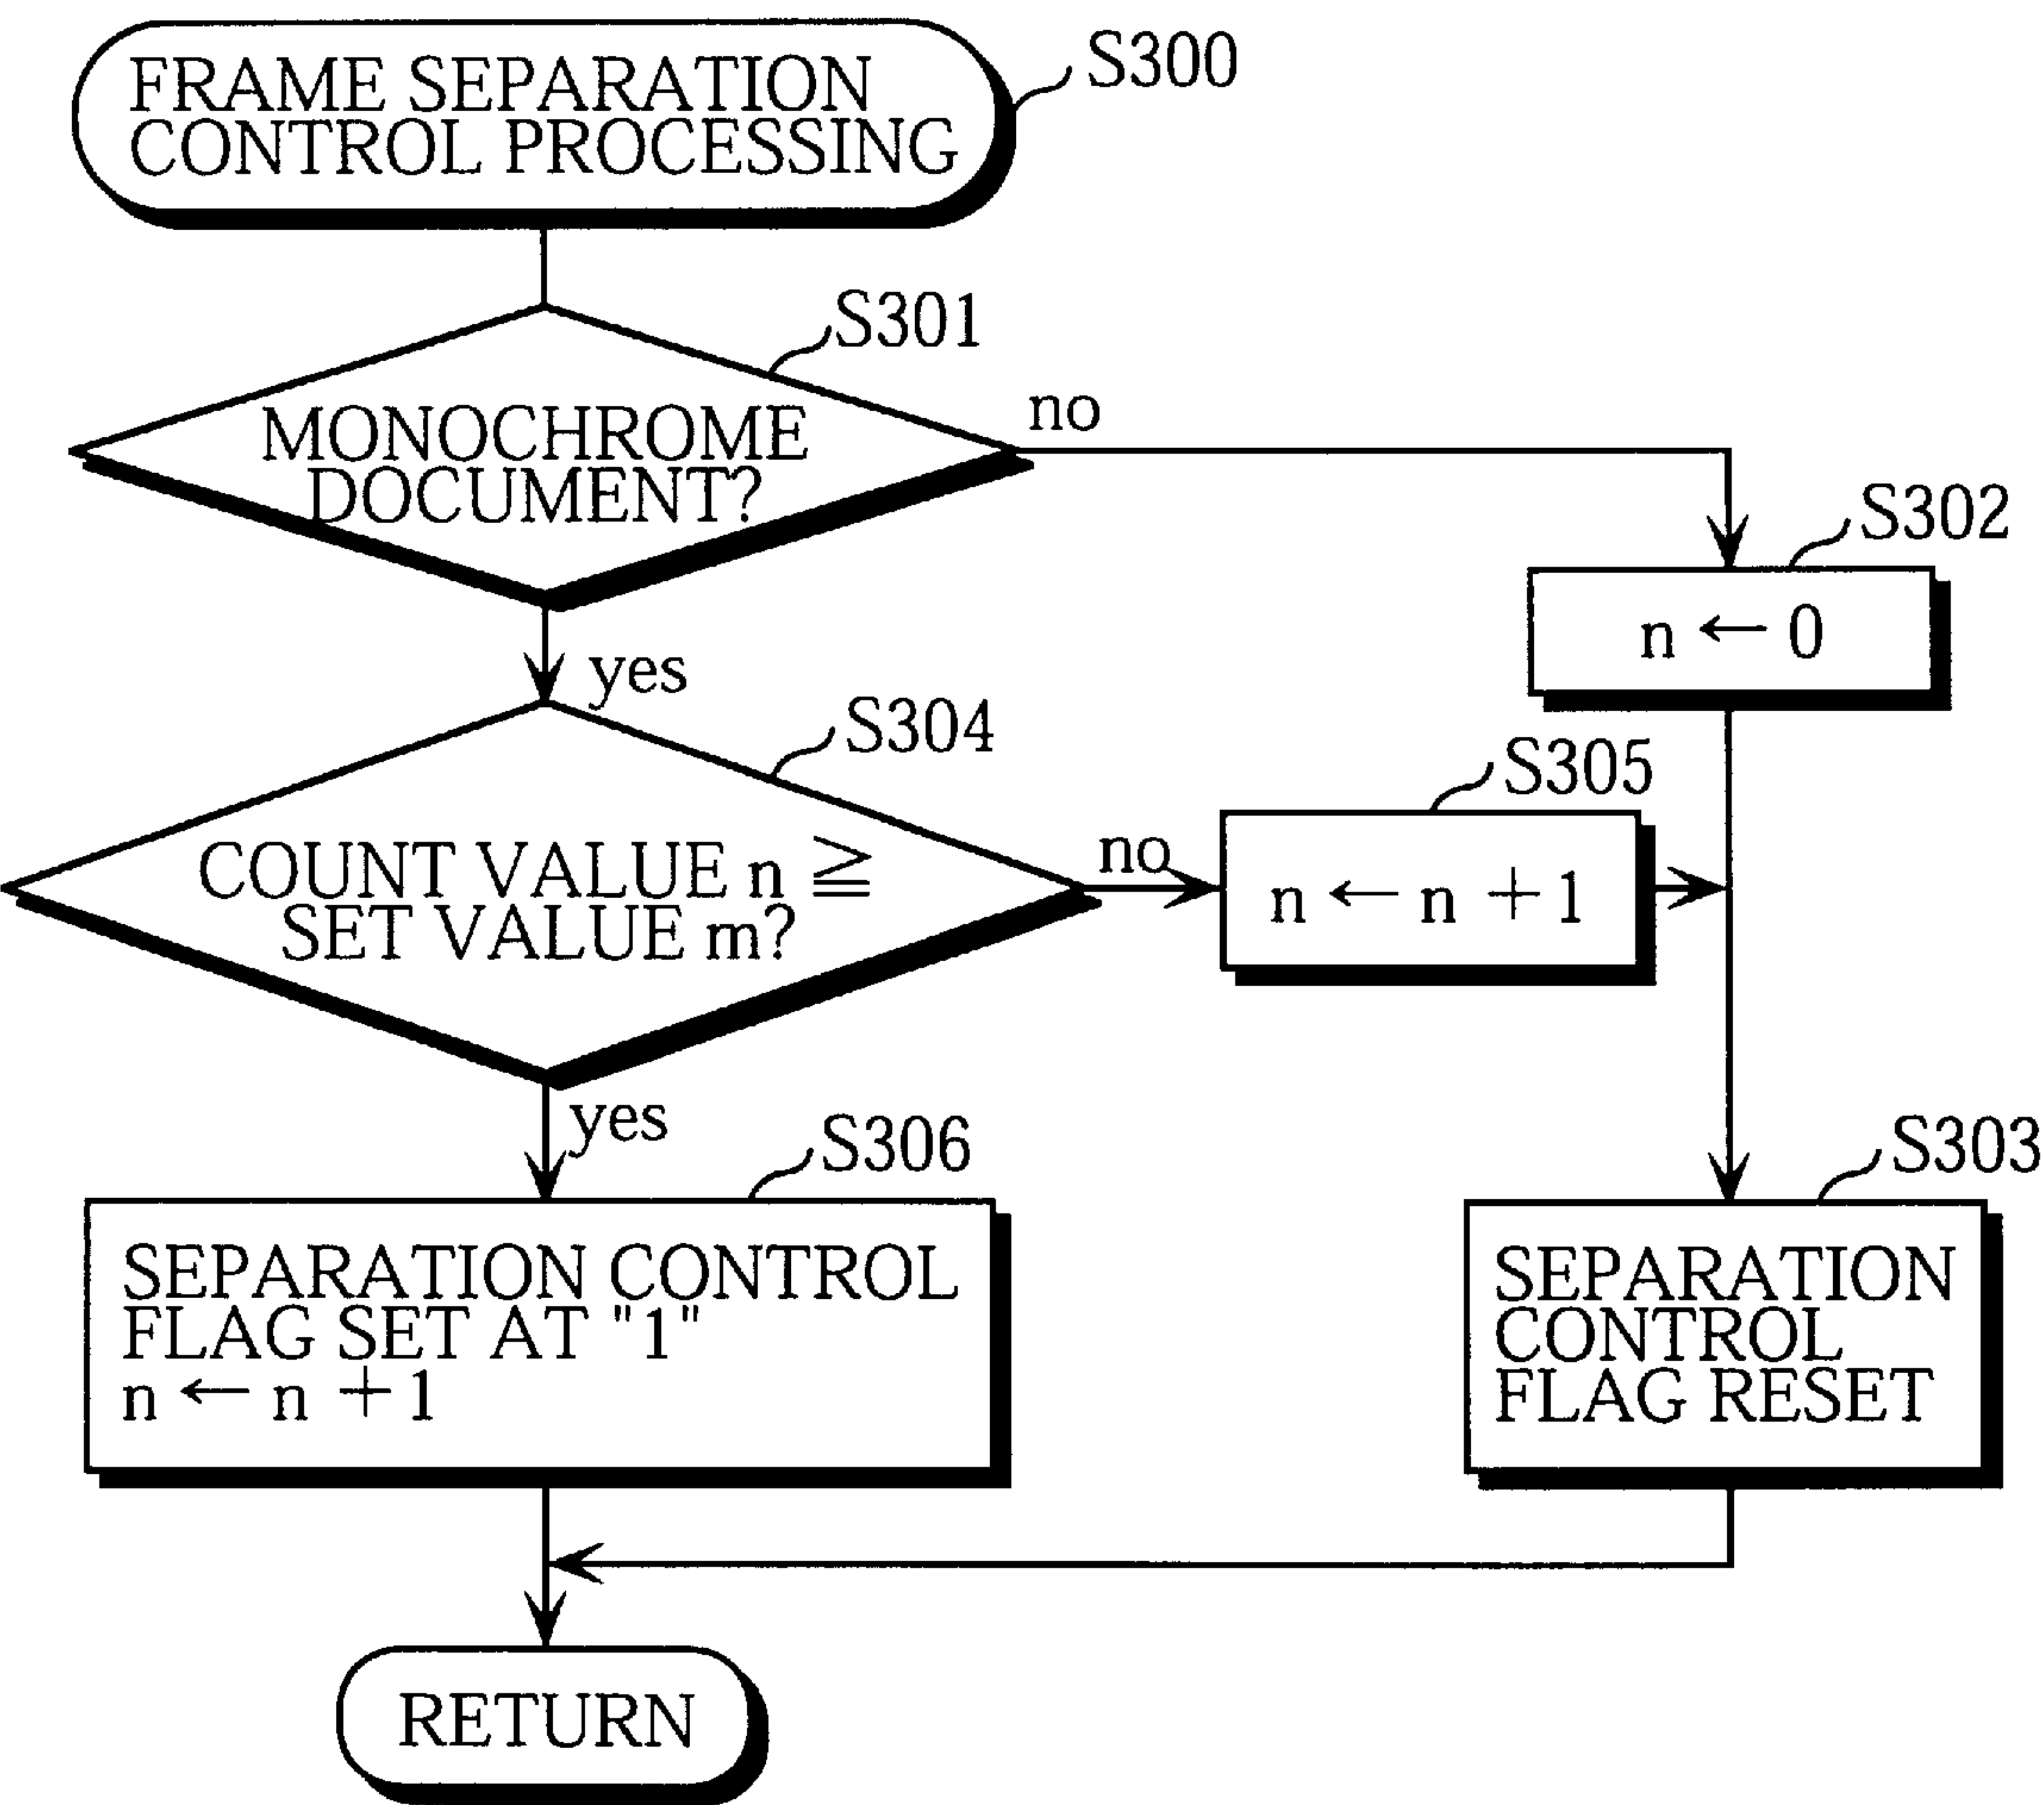 FRAME SEPARATION
CONTROL PROCESSING
S300
S301
MONOCHROME
DOCUMENT?
no
S302
n ← 0
yes
S304
COUNT VALUE n ≧
SET VALUE m?
no
S305
n ← n + 1
yes
S306
SEPARATION CONTROL
FLAG SET AT "1"
n ← n + 1
S303
SEPARATION
CONTROL
FLAG RESET
RETURN